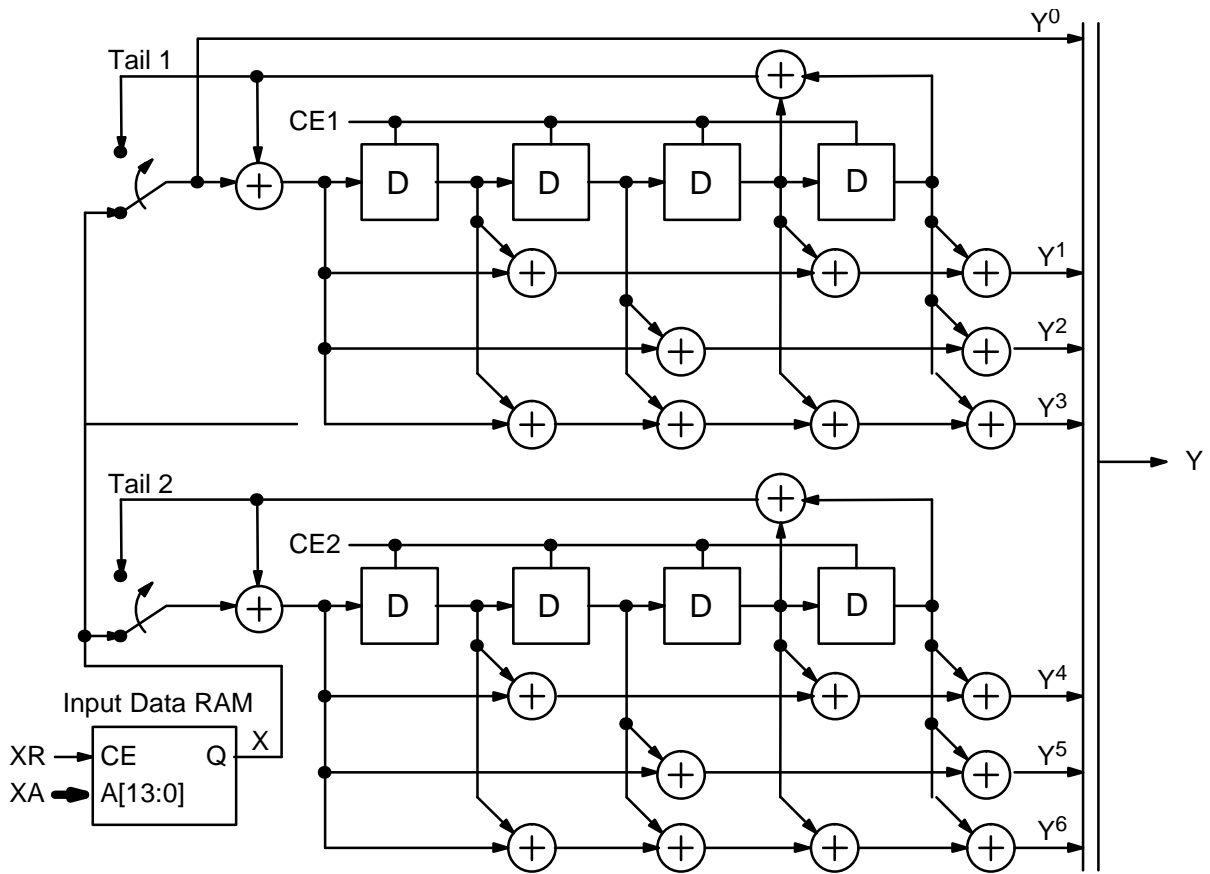 Y0
Tail 1
CE1
D D D D
Y1
Y2
Y3
Y
Tail 2
CE2
D D D D
Y4
Input Data RAM
XR CE Q X
Y5
XA A[13:0]
Y6